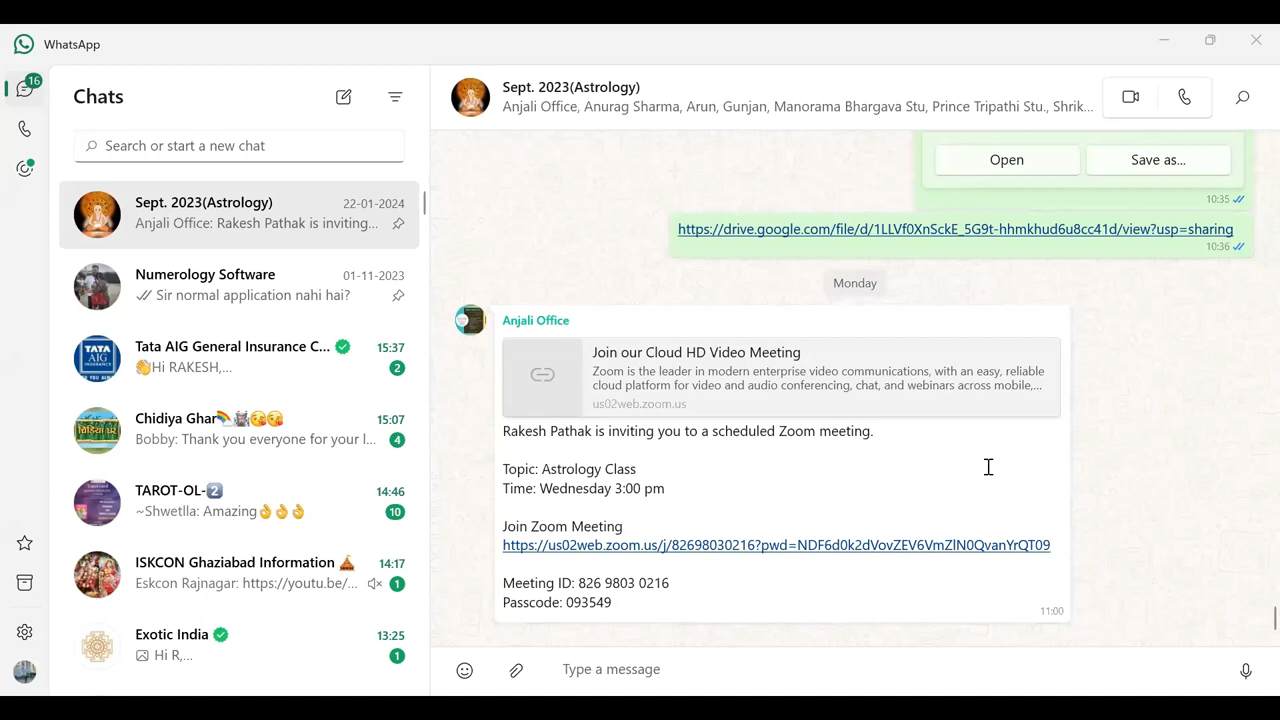 WhatsApp
16
Chats
Search or start a new chat
Sept. 2023(Astrology)
22-01-2024
Anjali Office: Rakesh Pathak is inviting...
Numerology Software
01-11-2023
Sir normal application nahi hai?
Tata AIG General Insurance C...
15:37
👋Hi RAKESH,...
2
Chidiya Ghar
15:07
Bobby: Thank you everyone for your l...
4
TAROT-OL-2️⃣
14:46
~Shwetlla: Amazing👌👌👌
10
ISKCON Ghaziabad Information
14:17
Eskcon Rajnagar: https://youtu.be/...
1
Exotic India
13:25
Hi R,...
1
Sept. 2023(Astrology)
Anjali Office, Anurag Sharma, Arun, Gunjan, Manorama Bhargava Stu, Prince Tripathi Stu., Shrik...
Open
Save as...
10:35
https://drive.google.com/file/d/1LLVf0XnSckE_5G9t-hhmkhud6u8cc41d/view?usp=sharing
10:36
Monday
Anjali Office
Join our Cloud HD Video Meeting
Zoom is the leader in modern enterprise video communications, with an easy, reliable
cloud platform for video and audio conferencing, chat, and webinars across mobile,...
us02web.zoom.us
Rakesh Pathak is inviting you to a scheduled Zoom meeting.
Topic: Astrology Class
Time: Wednesday 3:00 pm
Join Zoom Meeting
https://us02web.zoom.us/j/82698030216?pwd=NDF6d0k2dVovZEV6VmZlN0QvanYrQT09
Meeting ID: 826 9803 0216
Passcode: 093549
11:00
Type a message